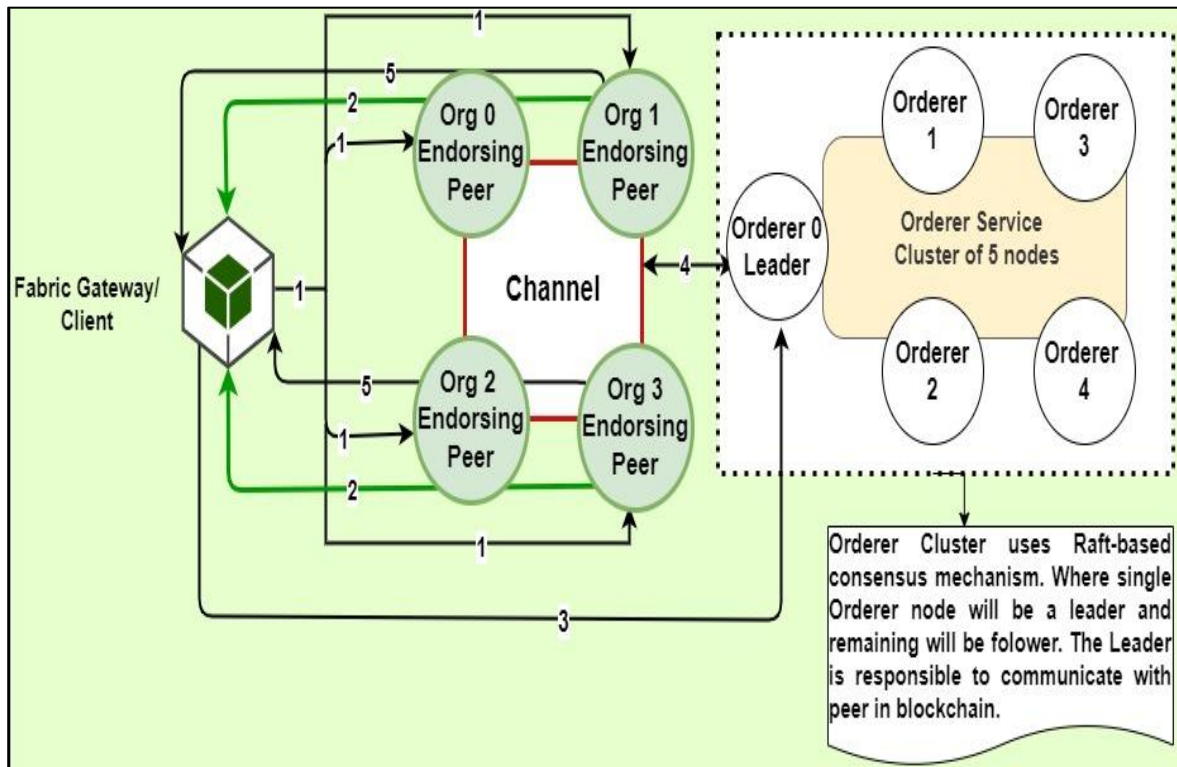 1
5
2
1
Org 0
Endorsing
Peer
Org 1
Endorsing
Peer
Fabric Gateway/
Client
1
Channel
4
5
1
Org 2
Endorsing
Peer
Org 3
Endorsing
Peer
2
1
3
Orderer
1
Orderer
3
Orderer 0
Leader
Orderer Service
Cluster of 5 nodes
Orderer
2
Orderer
4
Orderer Cluster uses Raft-based
consensus mechanism. Where single
Orderer node will be a leader and
remaining will be folower. The Leader
is responsible to communicate with
peer in blockchain.